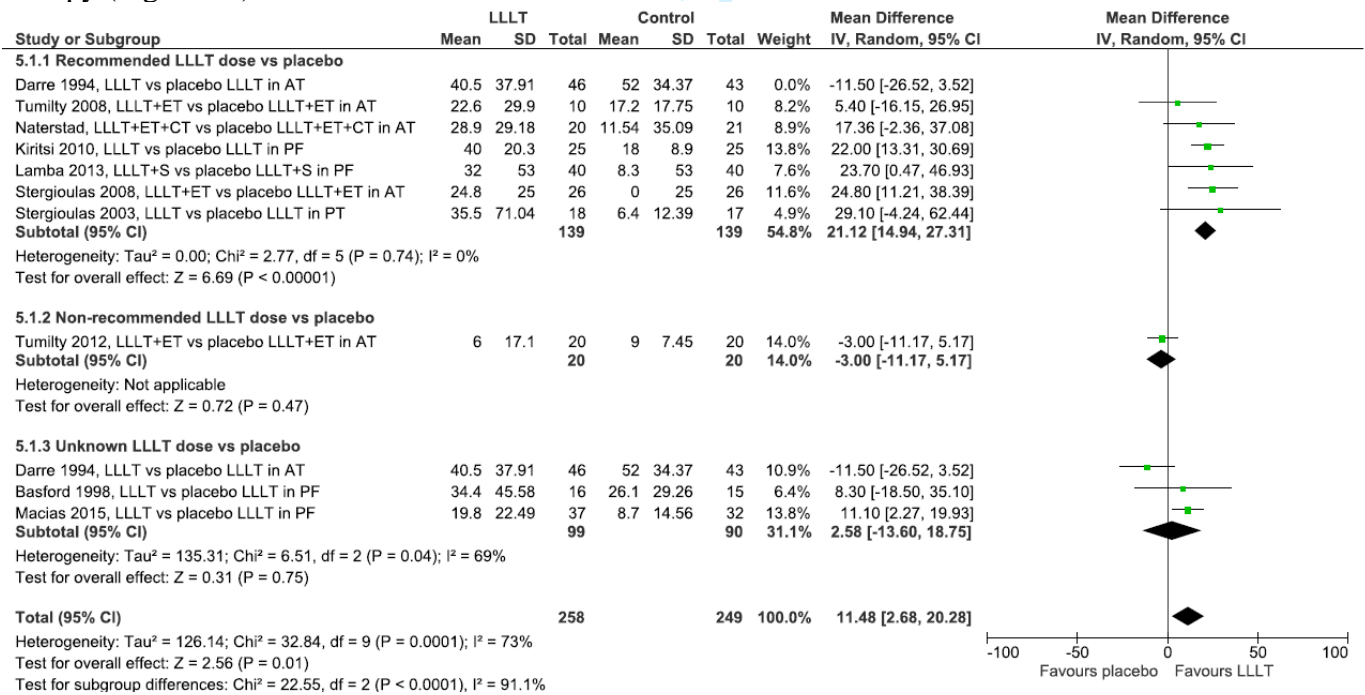 LLLT Control Mean Difference Mean Difference
Study or Subgroup Mean SD Total Mean SD Total Weight IV, Random, 95% CI IV, Random, 95% CI
5.1.1 Recommended LLLT dose vs placebo
Darre 1994, LLLT vs placebo LLLT in AT 40.5 37.91 46 52 34.37 43 0.0% -11.50 [-26.52, 3.52]
Tumilty 2008, LLLT+ET vs placebo LLLT+ET in AT 22.6 29.9 10 17.2 17.75 10 8.2% 5.40 [-16.15, 26.95]
Naterstad, LLLT+ET+CT vs placebo LLLT+ET+CT in AT 28.9 29.18 20 11.54 35.09 21 8.9% 17.36 [-2.36, 37.08]
Kiritsi 2010, LLLT vs placebo LLLT in PF 40 20.3 25 18 8.9 25 13.8% 22.00 [13.31, 30.69]
Lamba 2013, LLLT+S vs placebo LLLT+S in PF 32 53 40 8.3 53 40 7.6% 23.70 [0.47, 46.93]
Stergioulas 2008, LLLT+ET vs placebo LLLT+ET in AT 24.8 25 26 0 25 26 11.6% 24.80 [11.21, 38.39]
Stergioulas 2003, LLLT vs placebo LLLT in PT 35.5 71.04 18 6.4 12.39 17 4.9% 29.10 [-4.24, 62.44]
Subtotal (95% CI) 139 139 54.8% 21.12 [14.94, 27.31]
Heterogeneity: Tau² = 0.00; Chi² = 2.77, df = 5 (P = 0.74); I² = 0%
Test for overall effect: Z = 6.69 (P < 0.00001)
5.1.2 Non-recommended LLLT dose vs placebo
Tumilty 2012, LLLT+ET vs placebo LLLT+ET in AT 6 17.1 20 9 7.45 20 14.0% -3.00 [-11.17, 5.17]
Subtotal (95% CI) 20 20 14.0% -3.00 [-11.17, 5.17]
Heterogeneity: Not applicable
Test for overall effect: Z = 0.72 (P = 0.47)
5.1.3 Unknown LLLT dose vs placebo
Darre 1994, LLLT vs placebo LLLT in AT 40.5 37.91 46 52 34.37 43 10.9% -11.50 [-26.52, 3.52]
Basford 1998, LLLT vs placebo LLLT in PF 34.4 45.58 16 26.1 29.26 15 6.4% 8.30 [-18.50, 35.10]
Macias 2015, LLLT vs placebo LLLT in PF 19.8 22.49 37 8.7 14.56 32 13.8% 11.10 [2.27, 19.93]
Subtotal (95% CI) 99 90 31.1% 2.58 [-13.60, 18.75]
Heterogeneity: Tau² = 135.31; Chi² = 6.51, df = 2 (P = 0.04); I² = 69%
Test for overall effect: Z = 0.31 (P = 0.75)
Total (95% CI) 258 249 100.0% 11.48 [2.68, 20.28]
Heterogeneity: Tau² = 126.14; Chi² = 32.84, df = 9 (P = 0.0001); I² = 73%
Test for overall effect: Z = 2.56 (P = 0.01)
Test for subgroup differences: Chi² = 22.55, df = 2 (P < 0.0001), I² = 91.1%
-100 -50 0 50 100
Favours placebo Favours LLLT